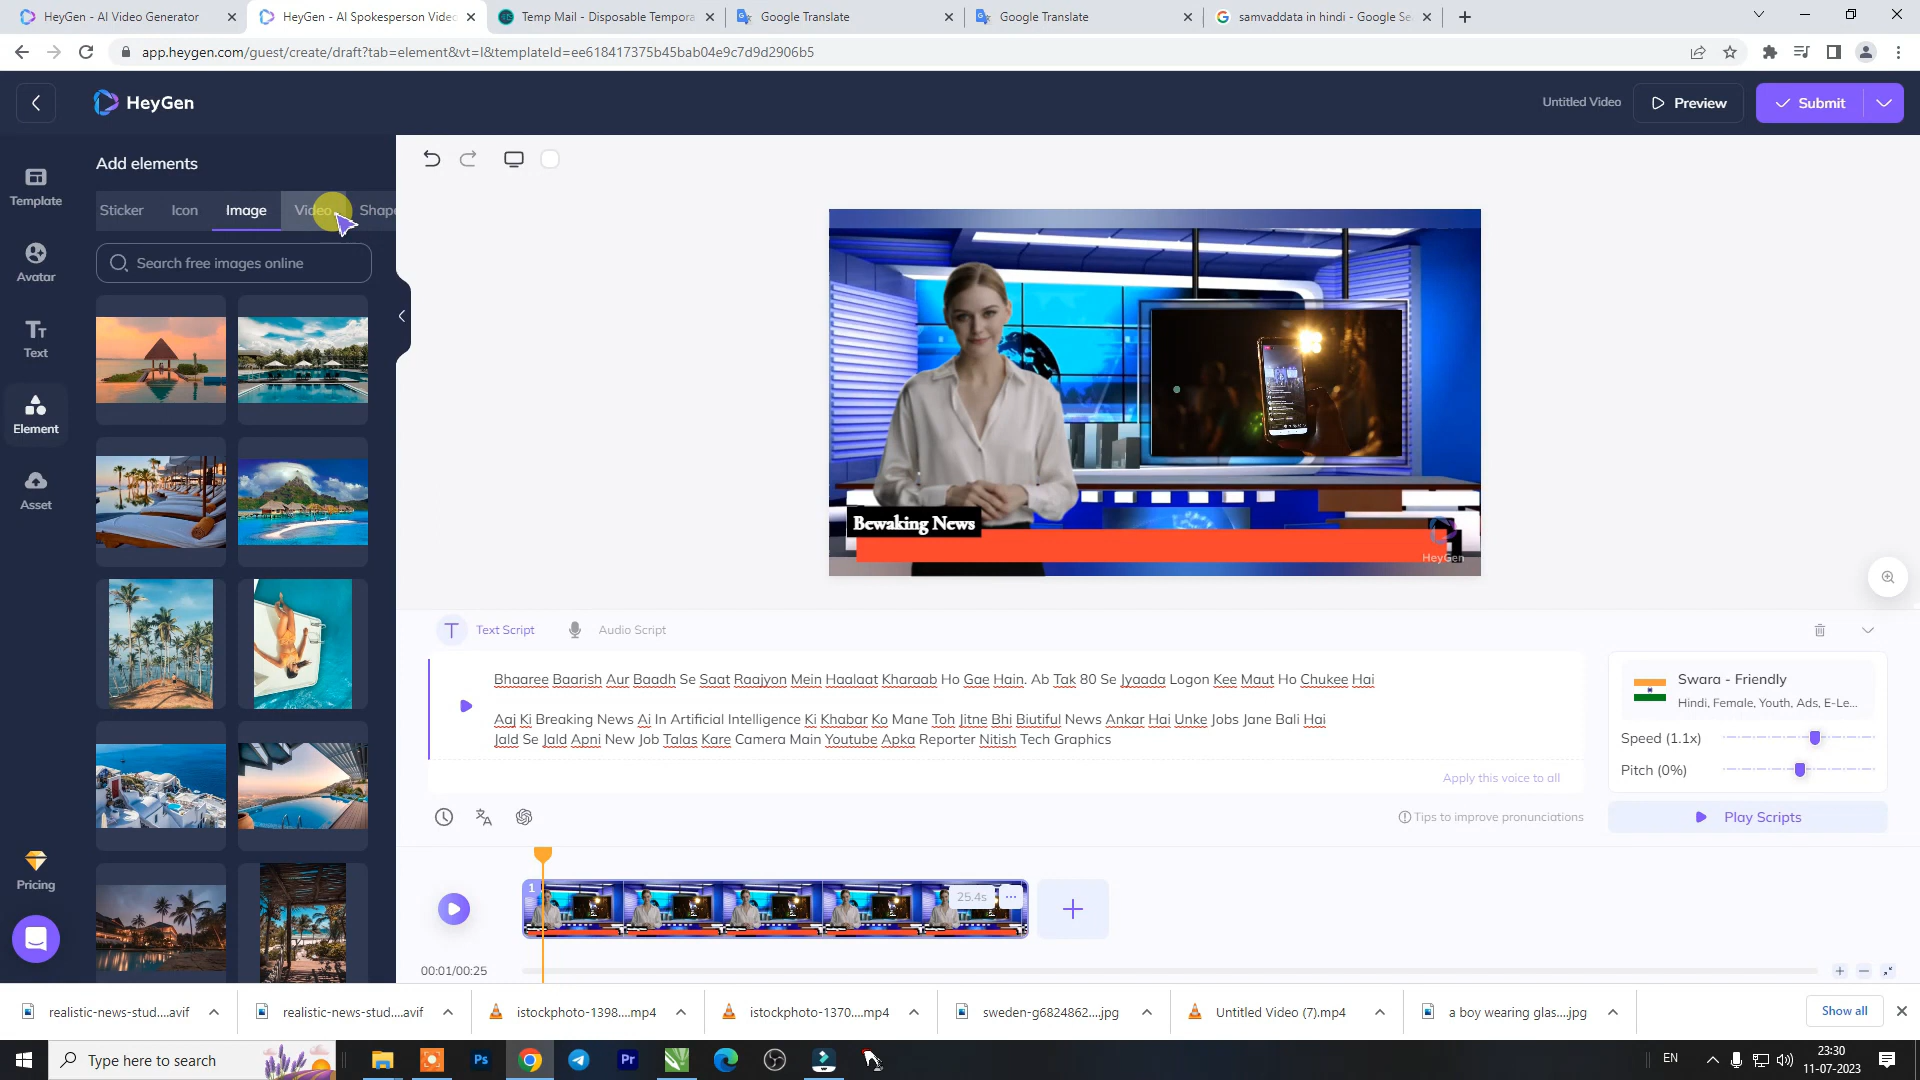 HeyGen - AI Video Generator
HeyGen - AI Spokesperson Video
Temp Mail - Disposable Tempora
Google Translate
Google Translate
samvaddata in hindi - Google Se
app.heygen.com/guest/create/draft?tab=element&vt=l&templateId=ee618417375b45bab04e9c7d9d2906b5
HeyGen
Untitled Video
Preview
Submit
Add elements
Template
Sticker
Icon
Image
Video
Shape
Search free images online
Avatar
Text
Element
Asset
Pricing
Bewaking News
HeyGen
Text Script
Audio Script
Bhaaree Baarish Aur Baadh Se Saat Raajyon Mein Haalaat Kharaab Ho Gae Hain. Ab Tak 80 Se Jyaada Logon Kee Maut Ho Chukee Hai
Aaj Ki Breaking News Ai In Artificial Intelligence Ki Khabar Ko Mane Toh Jitne Bhi Biutiful News Ankar Hai Unke Jobs Jane Bali Hai
Jald Se Jald Apni New Job Talas Kare Camera Main Youtube Apka Reporter Nitish Tech Graphics
Apply this voice to all
Tips to improve pronunciations
Swara - Friendly
Hindi, Female, Youth, Ads, E-Le...
Speed (1.1x)
Pitch (0%)
Play Scripts
1
25.4s
00:01/00:25
realistic-news-stud....avif
realistic-news-stud....avif
istockphoto-1398....mp4
istockphoto-1370....mp4
sweden-g6824862....jpg
Untitled Video (7).mp4
a boy wearing glas....jpg
Show all
Type here to search
Ps
Pr
EN
23:30
11-07-2023